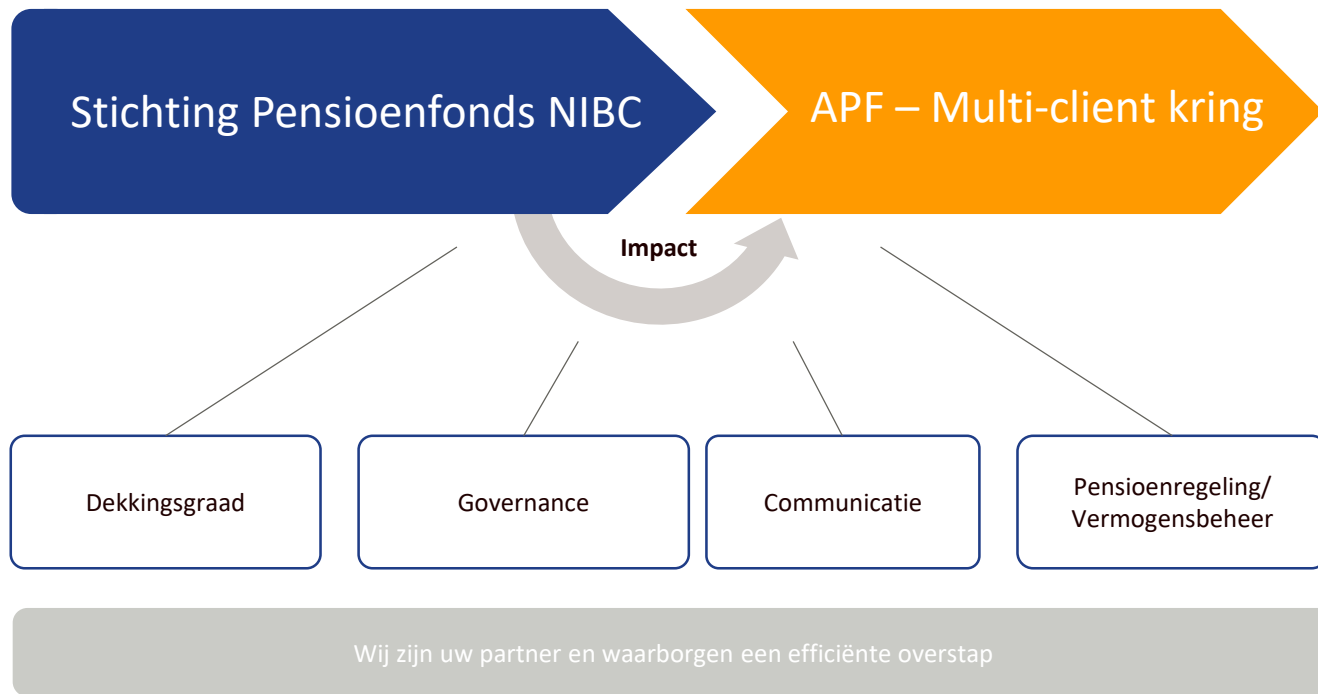 Stichting Pensioenfonds NIBC
APF – Multi-client kring
Impact
Dekkingsgraad
Governance
Communicatie
Pensioenregeling/
Vermogensbeheer
Wij zijn uw partner en waarborgen een efficiënte overstap